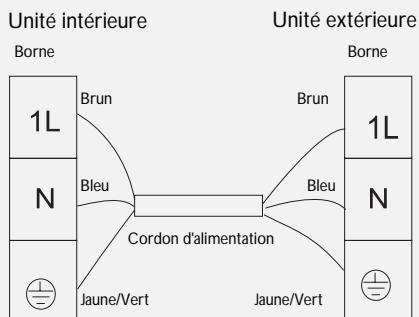 Unité intérieure
Unité extérieure
Borne
Borne
Brun
Brun
1L
1L
Bleu
Bleu
N
N
Cordon d'alimentation
Jaune/Vert
Jaune/Vert